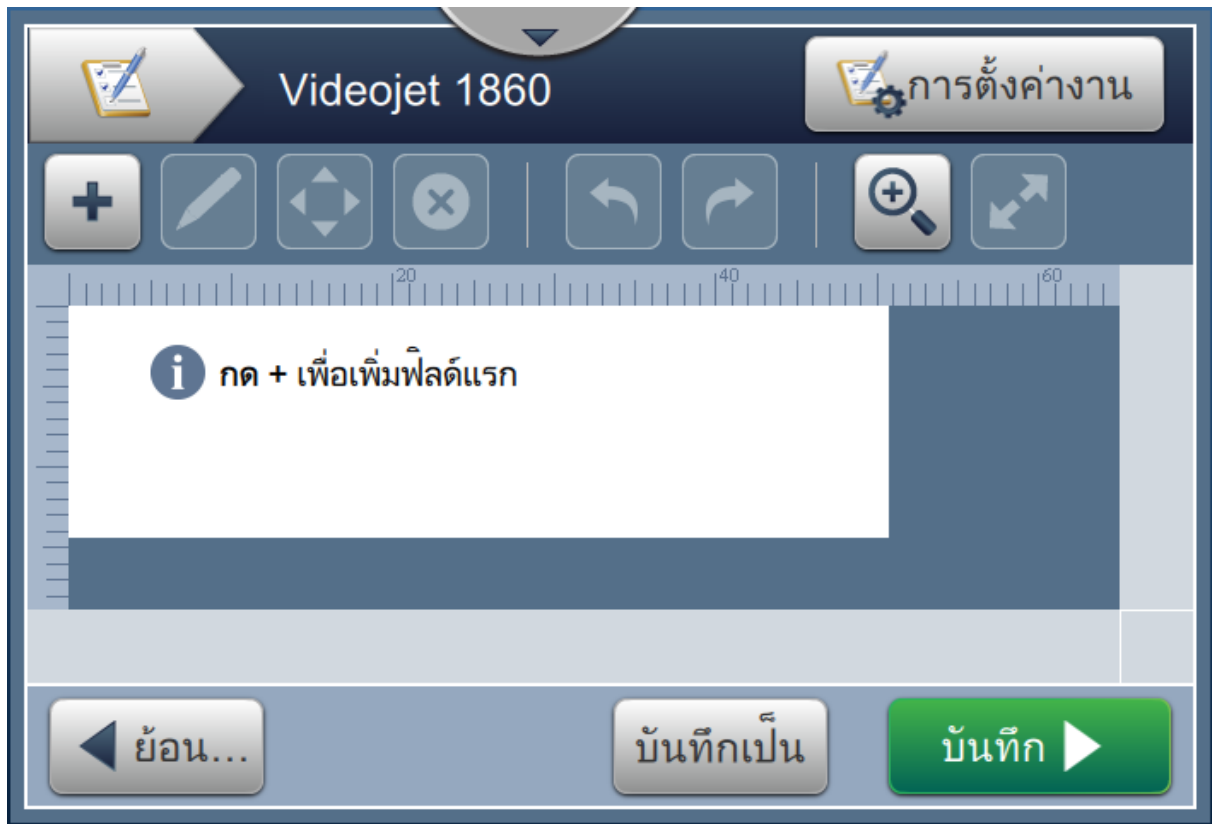 Videojet 1860
การตั้งค่างาน
20 40 60
กด + เพื่อเพิ่มฟิลด์แรก
ย้อน...
บันทึกเป็น
บันทึก